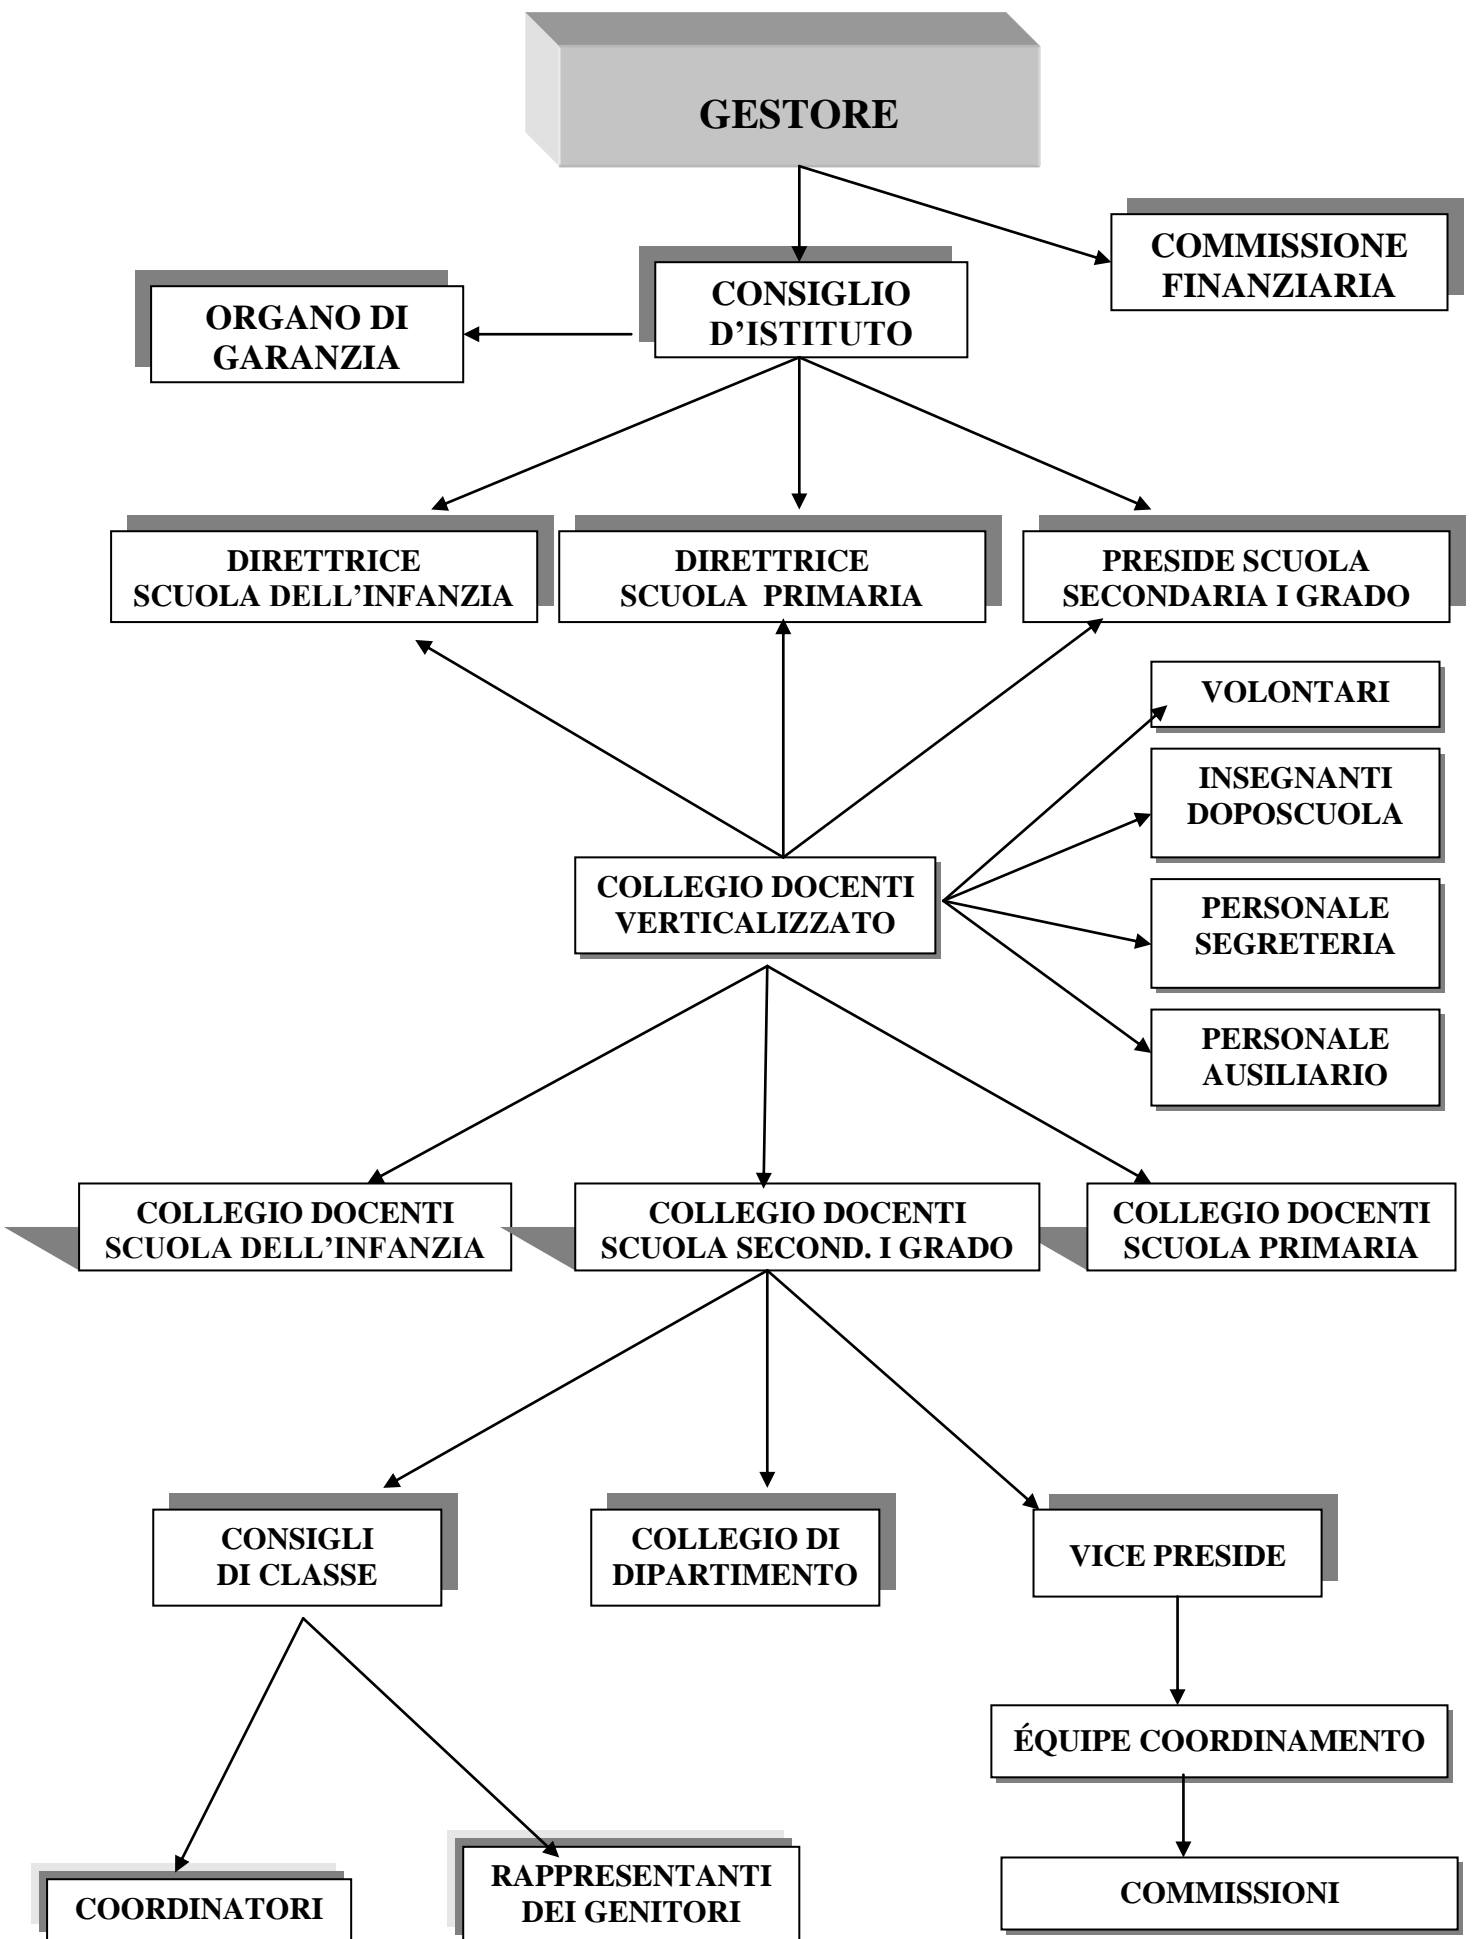 GESTORE
COMMISSIONE
FINANZIARIA
CONSIGLIO
D’ISTITUTO
ORGANO DI
GARANZIA
DIRETTRICE
SCUOLA DELL’INFANZIA
DIRETTRICE
SCUOLA PRIMARIA
PRESIDE SCUOLA
SECONDARIA I GRADO
VOLONTARI
INSEGNANTI
DOPOSCUOLA
COLLEGIO DOCENTI
VERTICALIZZATO
PERSONALE
SEGRETERIA
PERSONALE
AUSILIARIO
COLLEGIO DOCENTI
SCUOLA DELL’INFANZIA
COLLEGIO DOCENTI
SCUOLA SECOND. I GRADO
COLLEGIO DOCENTI
SCUOLA PRIMARIA
CONSIGLI
DI CLASSE
COLLEGIO DI
DIPARTIMENTO
VICE PRESIDE
ÉQUIPE COORDINAMENTO
COORDINATORI
RAPPRESENTANTI
DEI GENITORI
COMMISSIONI